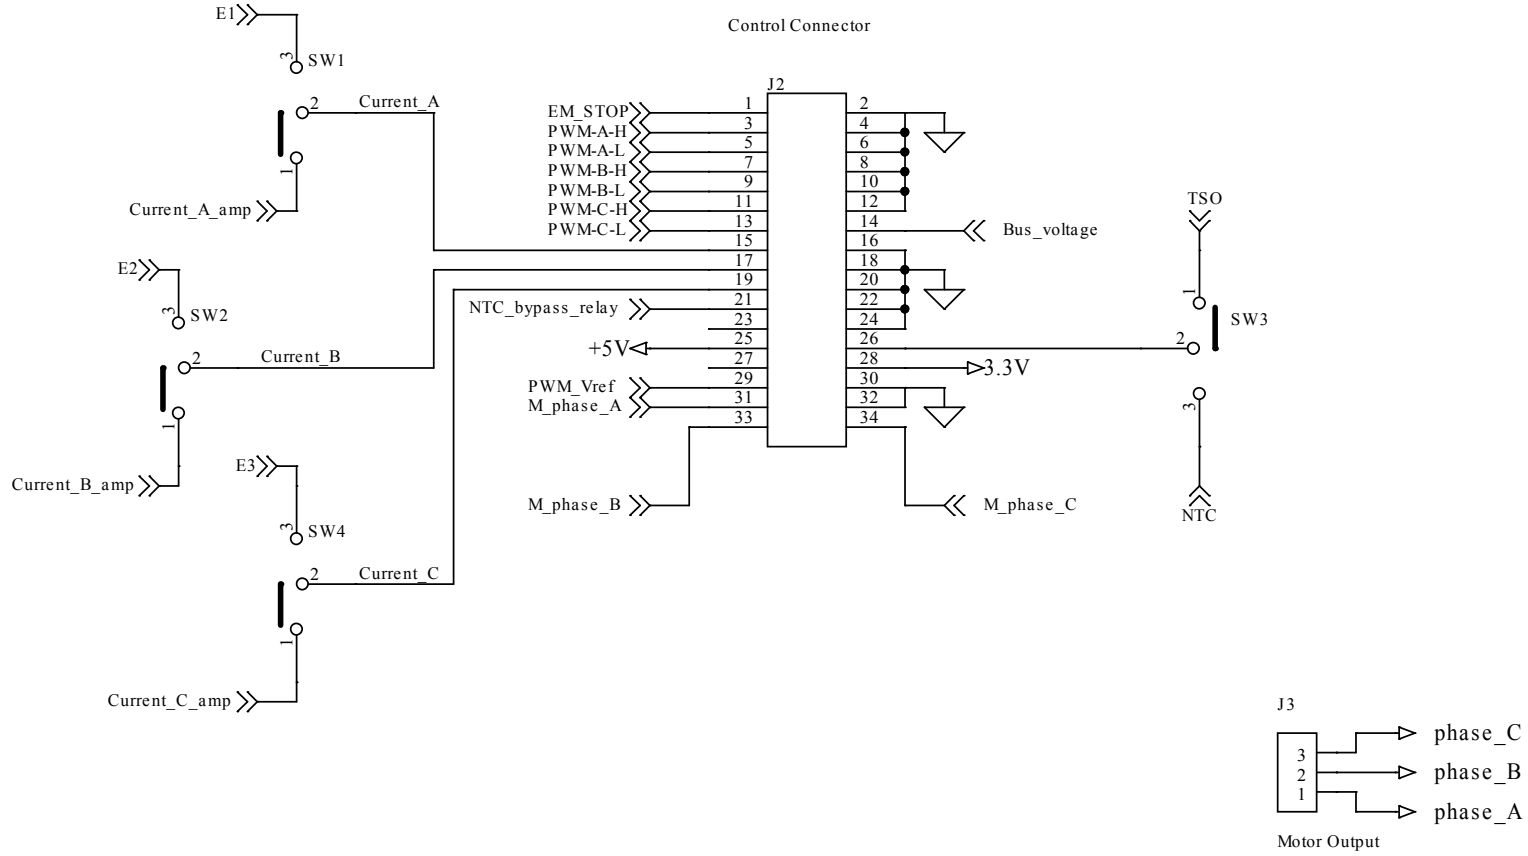 Control Connector
E1
3
SW1
2
Current_A
1
Current_A_amp
E2
3
SW2
2
Current_B
1
Current_B_amp
E3
3
SW4
2
Current_C
1
Current_C_amp
J2
EM_STOP 1 2
PWM-A-H 3 4
PWM-A-L 5 6
PWM-B-H 7 8
PWM-B-L 9 10
PWM-C-H 11 12
PWM-C-L 13 14 Bus_voltage
15 16
17 18
19 20
NTC_bypass_relay 21 22
23 24
+5V 25 26
27 28 3.3V
PWM_Vref 29 30
M_phase_A 31 32
33 34
M_phase_B
M_phase_C
TSO
1
SW3
2
3
NTC
J3
3 phase_C
2 phase_B
1 phase_A
Motor Output